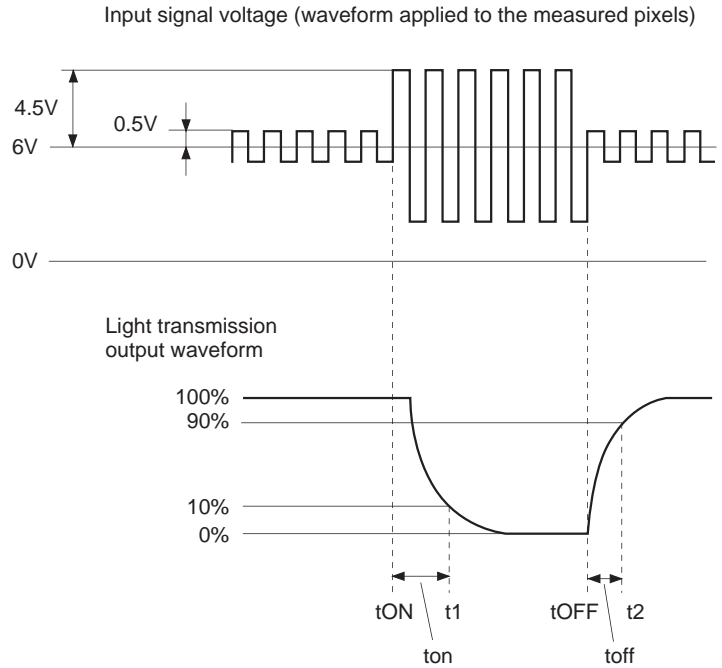 Input signal voltage (waveform applied to the measured pixels)
4.5V
0.5V
6V
0V
Light transmission
output waveform
100%
90%
10%
0%
tON t1 tOFF t2
ton toff